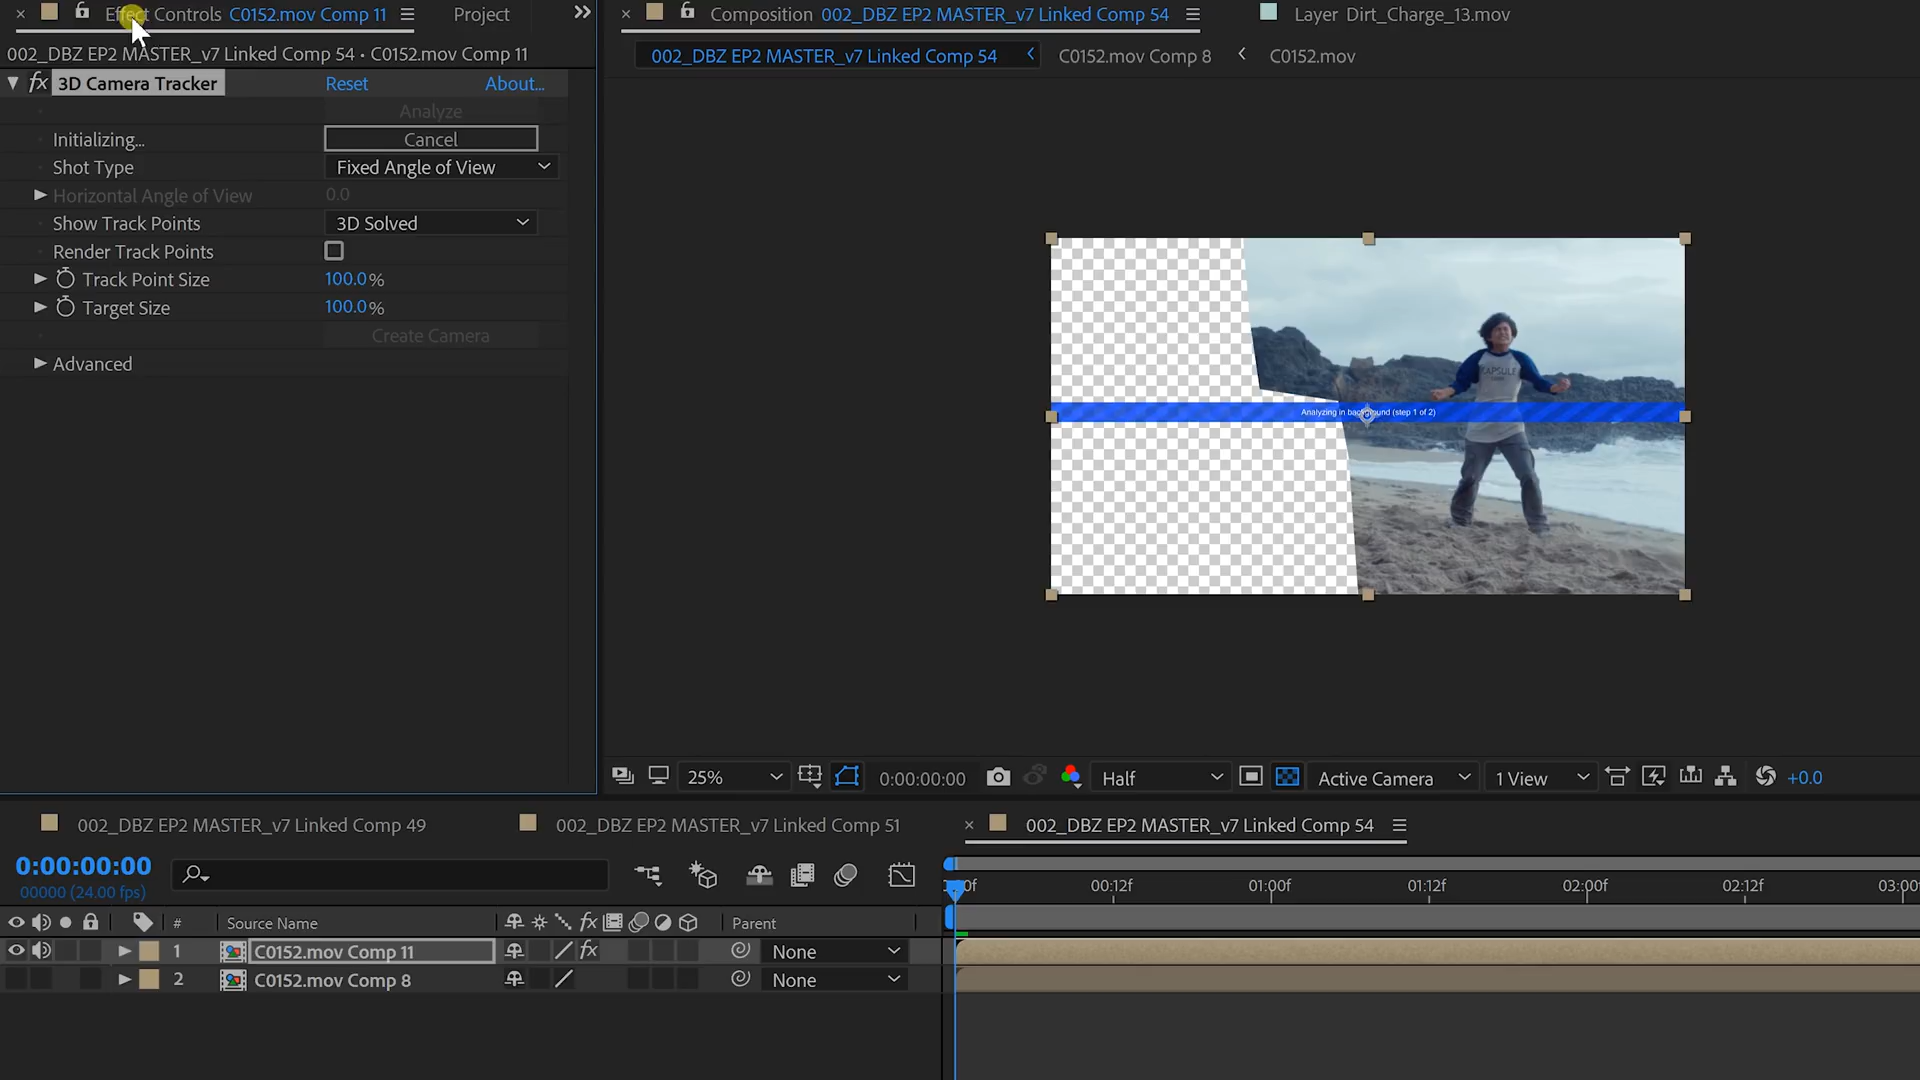 Effect Controls C0152.mov Comp 11
Project
002_DBZ EP2 MASTER_v7 Linked Comp 54 • C0152.mov Comp 11
fx 3D Camera Tracker Reset About...
Analyze
Initializing... Cancel
Shot Type Fixed Angle of View
Horizontal Angle of View 0.0
Show Track Points 3D Solved
Render Track Points
Track Point Size 100.0%
Target Size 100.0%
Create Camera
Advanced
Composition 002_DBZ EP2 MASTER_v7 Linked Comp 54
Layer Dirt_Charge_13.mov
002_DBZ EP2 MASTER_v7 Linked Comp 54 C0152.mov Comp 8 C0152.mov
CAPSULE
Analyzing in background (step 1 of 2)
25% 0:00:00:00 Half Active Camera 1 View +0.0
002_DBZ EP2 MASTER_v7 Linked Comp 49
002_DBZ EP2 MASTER_v7 Linked Comp 51
002_DBZ EP2 MASTER_v7 Linked Comp 54
0:00:00:00
00000 (24.00 fps)
00:12f 01:00f 01:12f 02:00f 02:12f
# Source Name fx Parent
1 C0152.mov Comp 11 fx None
2 C0152.mov Comp 8 None